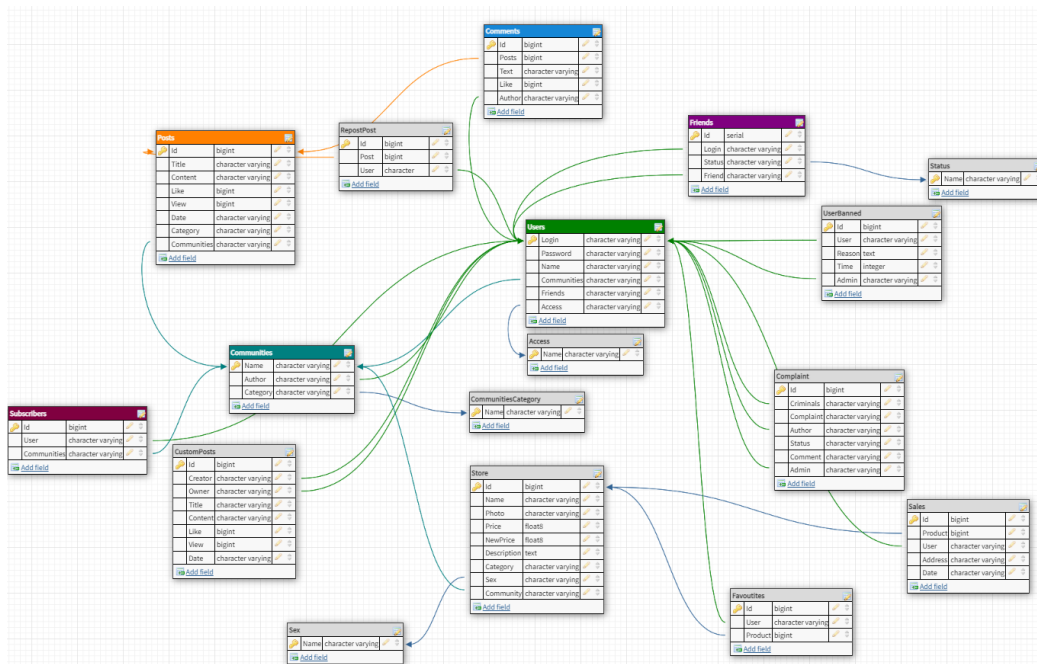 Comments
Id bigint
Posts bigint
Text character varying
Like bigint
Author character varying
Add field
Posts
Id bigint
Title character varying
Content character varying
Like bigint
View bigint
Date character varying
Category character varying
Communities character varying
Add field
RepostPost
Id bigint
Post bigint
User character
Add field
Friends
Id serial
Login character varying
Status character varying
Friend character varying
Add field
Status
Name character varying
Add field
Users
Login character varying
Password character varying
Name character varying
Communities character varying
Friends character varying
Access character varying
Add field
UserBanned
Id bigint
User character varying
Reason text
Time integer
Admin character varying
Add field
Access
Name character varying
Add field
Communities
Name character varying
Author character varying
Category character varying
Add field
CommunitiesCategory
Name character varying
Add field
Complaint
Id bigint
Criminals character varying
Complaint character varying
Author character varying
Status character varying
Comment character varying
Admin character varying
Add field
Subscribers
Id bigint
User character varying
Communities character varying
Add field
CustomPosts
Id bigint
Creator character varying
Owner character varying
Title character varying
Content character varying
Like bigint
View bigint
Date character varying
Add field
Store
Id bigint
Name character varying
Photo character varying
Price float8
NewPrice float8
Description text
Category character varying
Sex character varying
Community character varying
Add field
Sales
Id bigint
Product bigint
User character varying
Address character varying
Date character varying
Add field
Favoutites
Id bigint
User character varying
Product bigint
Add field
Sex
Name character varying
Add field